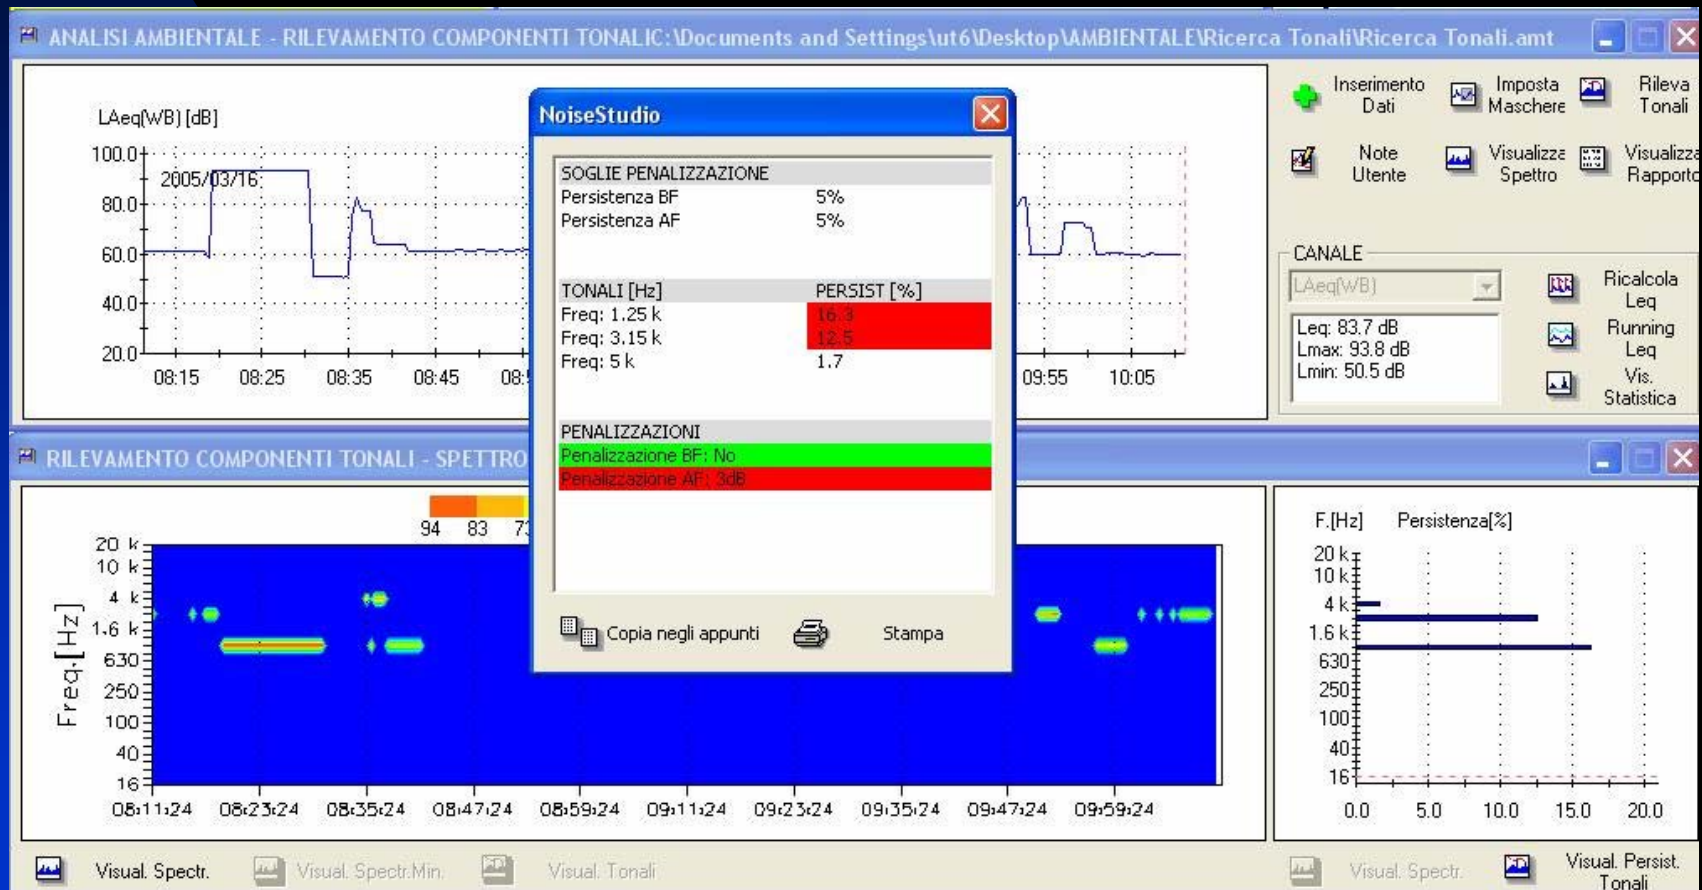 ANALISI AMBIENTALE - RILEVAMENTO COMPONENTI TONALIC:\Documents and Settings\ut6\Desktop\AMBIENTALE\Ricerca Tonali\Ricerca Tonali.amt
LAeq(WB) [dB]
2005/03/16
100.0
80.0
60.0
40.0
20.0
08:15 08:25 08:35 08:45 09:55 10:05
Inserimento Dati
Imposta Maschere
Rileva Tonali
Note Utente
Visualizza Spettro
Visualizza Rapporto
CANALE
LAeq(WB)
Leq: 83.7 dB
Lmax: 93.8 dB
Lmin: 50.5 dB
Ricalcola Leq
Running Leq
Vis. Statistica
NoiseStudio
SOGLIE PENALIZZAZIONE
Persistenza BF 5%
Persistenza AF 5%
TONALI [Hz] PERSIST [%]
Freq: 1.25 k 16.3
Freq: 3.15 k 12.5
Freq: 5 k 1.7
PENALIZZAZIONI
Penalizzazione BF: No
Penalizzazione AF: 3dB
Copia negli appunti
Stampa
RILEVAMENTO COMPONENTI TONALI - SPETTRO
94 83
Freq.[Hz]
20 k
10 k
4 k
1.6 k
630
250
100
40
16
08:11:24 08:23:24 08:35:24 08:47:24 08:59:24 09:11:24 09:23:24 09:35:24 09:47:24 09:59:24
F.[Hz] Persistenza[%]
20 k
10 k
4 k
1.6 k
630
250
100
40
16
0.0 5.0 10.0 15.0 20.0
Visual. Spectr.
Visual. Spectr.Min.
Visual. Tonali
Visual. Spectr.
Visual. Persist. Tonali